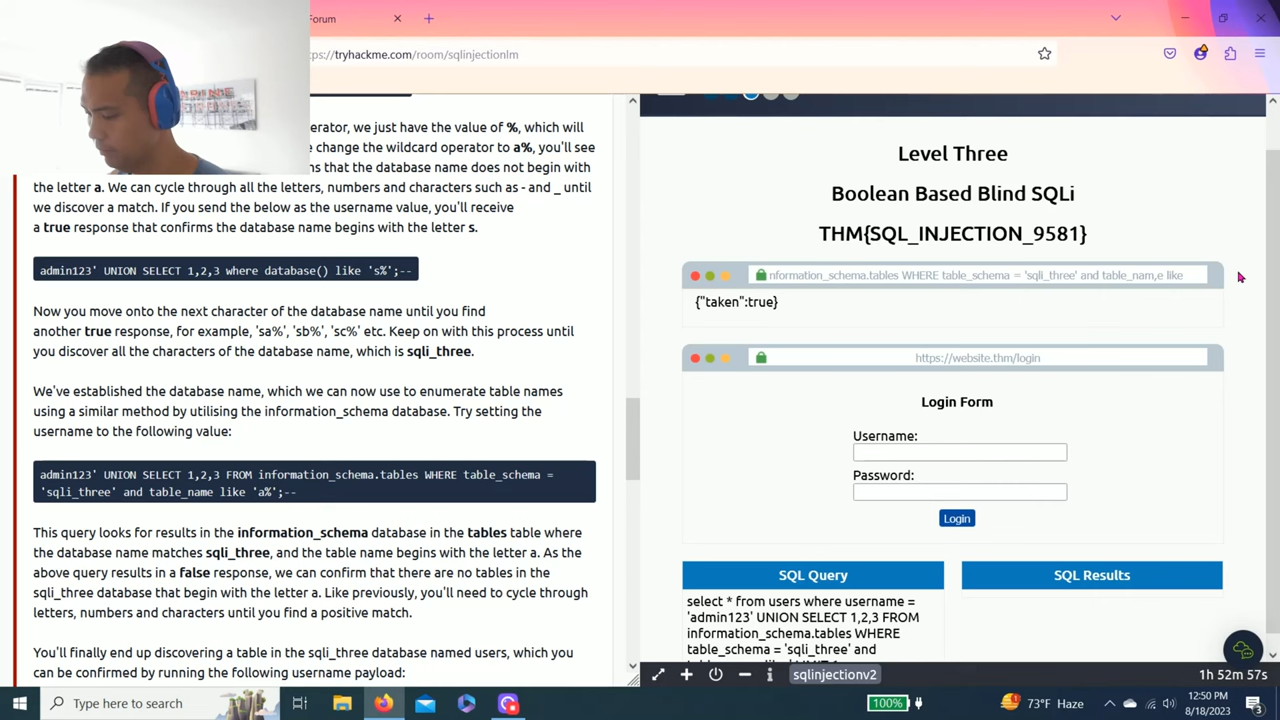 Forum
tps://tryhackme.com/room/sqlinjectionlm
erator, we just have the value of %, which will
e change the wildcard operator to a%, you'll see
ns that the database name does not begin with
the letter a. We can cycle through all the letters, numbers and characters such as - and _ until
we discover a match. If you send the below as the username value, you'll receive
a true response that confirms the database name begins with the letter s.
admin123' UNION SELECT 1,2,3 where database() like 's%';--
Now you move onto the next character of the database name until you find
another true response, for example, 'sa%', 'sb%', 'sc%' etc. Keep on with this process until
you discover all the characters of the database name, which is sqli_three.
We've established the database name, which we can now use to enumerate table names
using a similar method by utilising the information_schema database. Try setting the
username to the following value:
admin123' UNION SELECT 1,2,3 FROM information_schema.tables WHERE table_schema =
'sqli_three' and table_name like 'a%';--
This query looks for results in the information_schema database in the tables table where
the database name matches sqli_three, and the table name begins with the letter a. As the
above query results in a false response, we can confirm that there are no tables in the
sqli_three database that begin with the letter a. Like previously, you'll need to cycle through
letters, numbers and characters until you find a positive match.
You'll finally end up discovering a table in the sqli_three database named users, which you
can be confirmed by running the following username payload:
Level Three
Boolean Based Blind SQLi
THM{SQL_INJECTION_9581}
nformation_schema.tables WHERE table_schema = 'sqli_three' and table_nam,e like
{"taken":true}
https://website.thm/login
Login Form
Username:
Password:
Login
SQL Query
SQL Results
select * from users where username =
'admin123' UNION SELECT 1,2,3 FROM
information_schema.tables WHERE
table_schema = 'sqli_three' and
sqlinjectionv2
1h 52m 57s
Type here to search
100%
73°F Haze
12:50 PM
8/18/2023
3